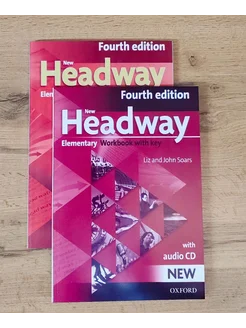 Fourth edition
New
Headway
Fourth edition
New
Headway
Elementary Workbook with key
Liz and John Soars
with
audio CD
NEW
OXFORD